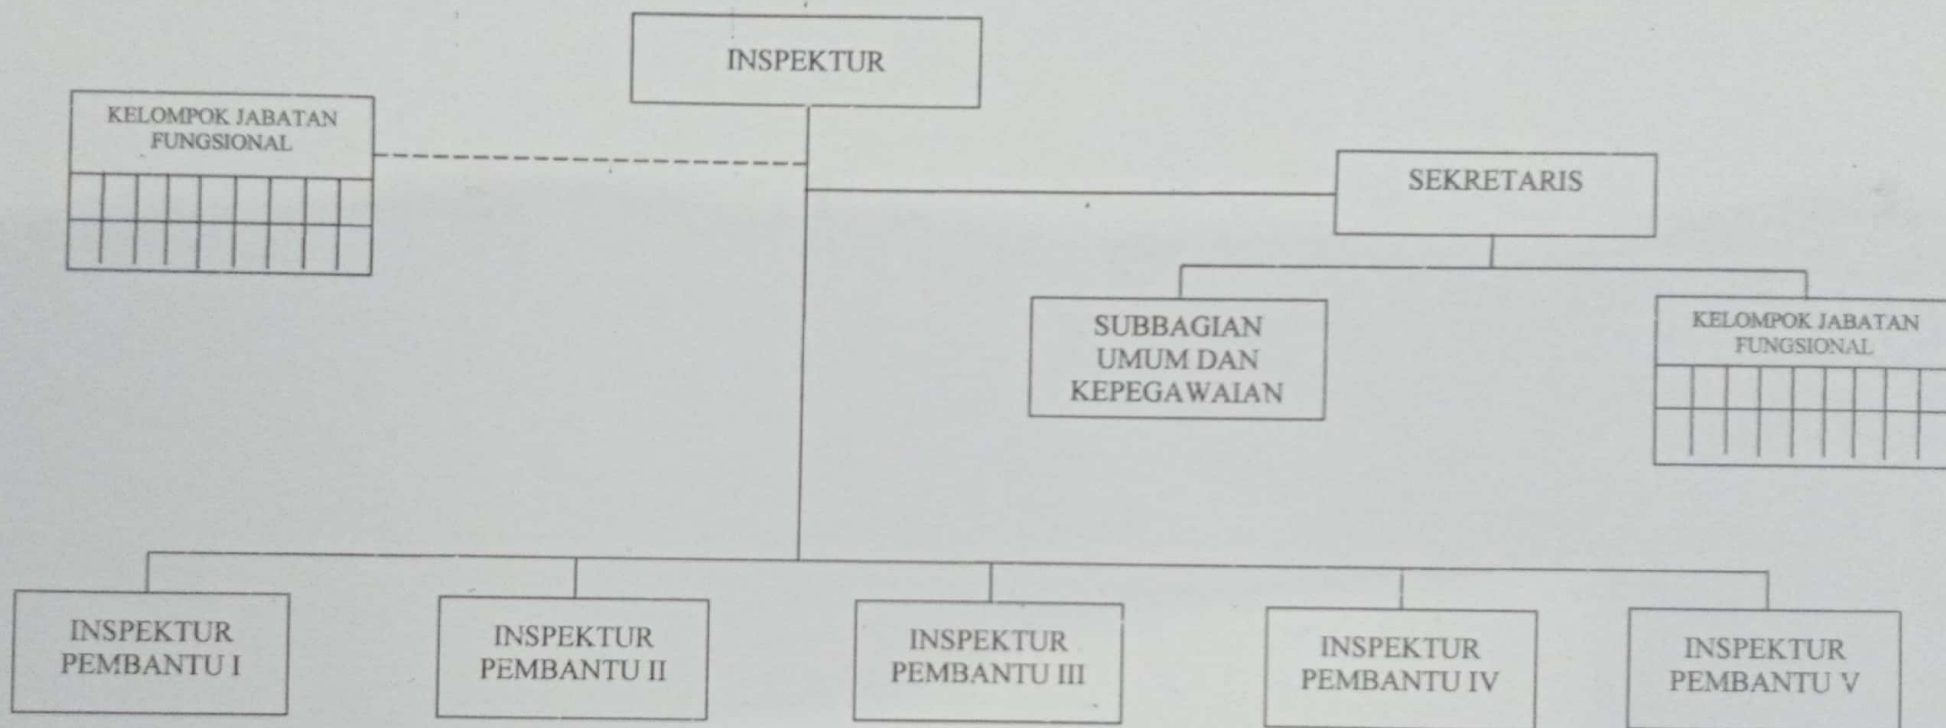 INSPEKTUR
KELOMPOK JABATAN
FUNGSIONAL
SEKRETARIS
SUBBAGIAN
UMUM DAN
KEPEGAWAIAN
KELOMPOK JABATAN
FUNGSIONAL
INSPEKTUR
PEMBANTU I
INSPEKTUR
PEMBANTU II
INSPEKTUR
PEMBANTU III
INSPEKTUR
PEMBANTU IV
INSPEKTUR
PEMBANTU V